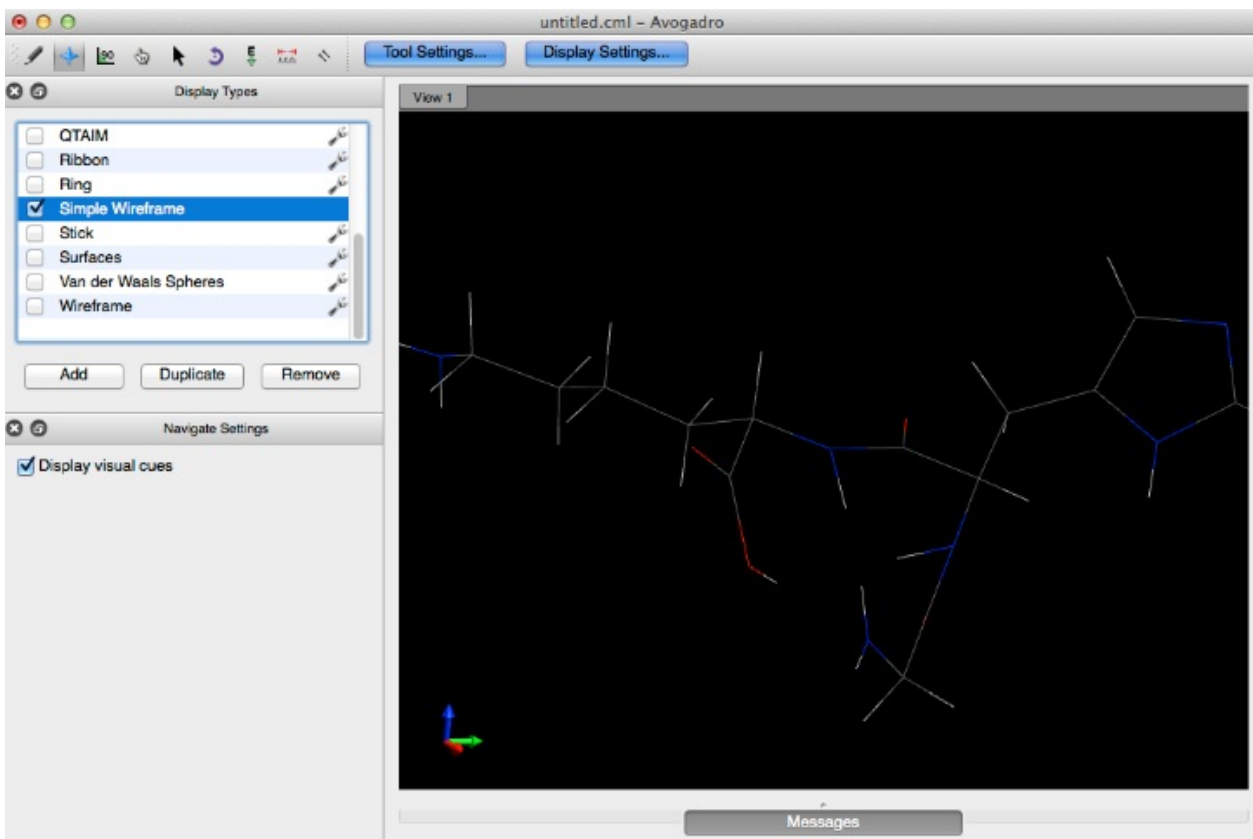 untitled.cml – Avogadro
90
E
Tool Settings...
Display Settings...
Display Types
View 1
QTAIM
Ribbon
Ring
Simple Wireframe
Stick
Surfaces
Van der Waals Spheres
Wireframe
Add
Duplicate
Remove
Navigate Settings
Display visual cues
Messages